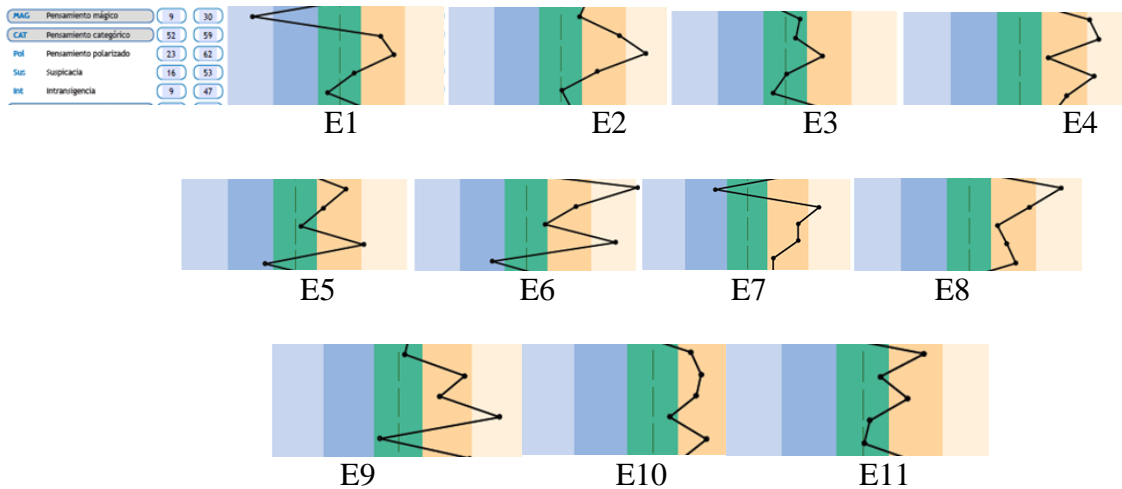 MAG Pensamiento mágico 9 30
CAT Pensamiento categórico 52 59
Pol Pensamiento polarizado 23 62
Sus Suspicacia 16 53
Int Intransigencia 9 47
E1 E2 E3 E4
E5 E6 E7 E8
E9 E10 E11